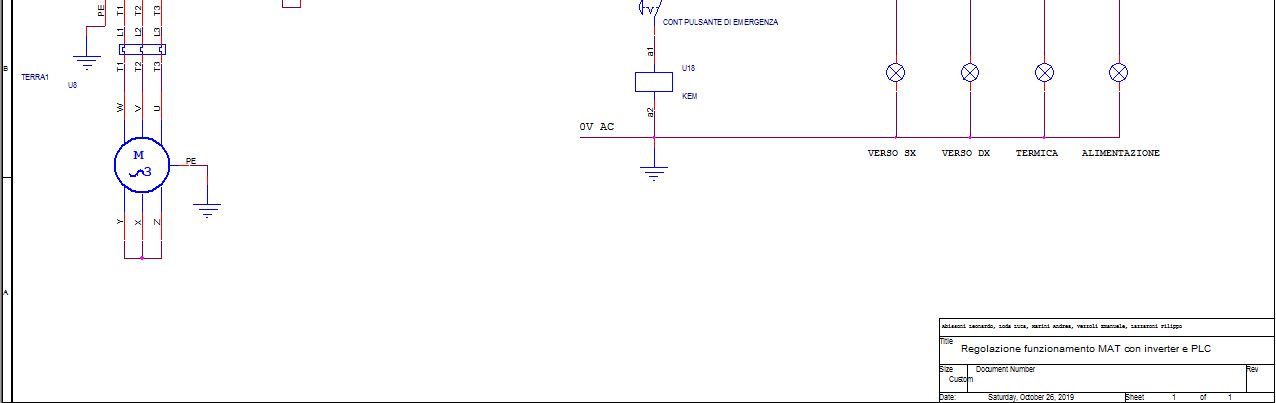 PE
T1 T2 T3
CONT PULSANTE DI EMERGENZA
L1 L2 L3
a1
U18
B
T1 T2 T3
TERRA1
U8
KEM
W V U
a2
0V AC
M
3
PE
VERSO SX VERSO DX TERMICA ALIMENTAZIONE
Y X Z
A
Abissoni Leonardo, Loda Luca, Marini Andrea, Vezzoli Emanuele, Lazzaroni Filippo
Title
Regolazione funzionamento MAT con inverter e PLC
Size Document Number Rev
Custom
Date: Saturday, October 26, 2019 Sheet 1 of 1